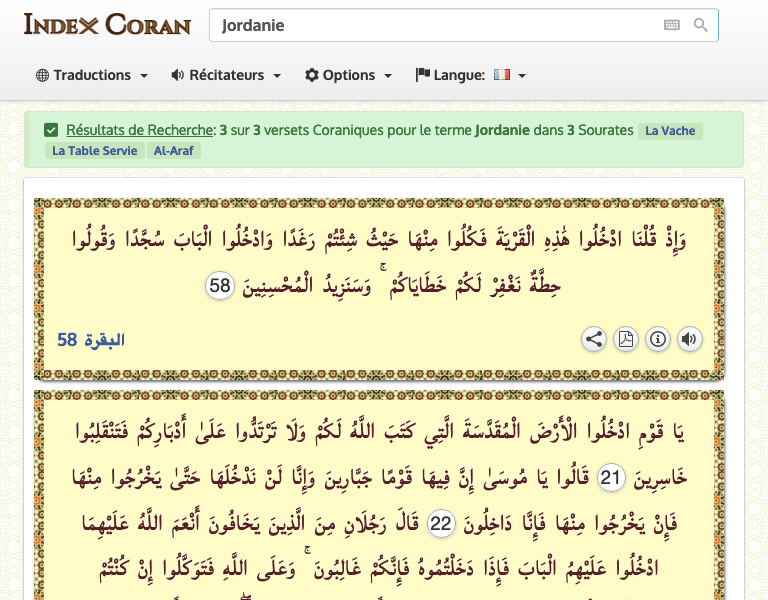 Index Coran
Jordanie
Traductions Récitateurs Options Langue:
Résultats de Recherche: 3 sur 3 versets Coraniques pour le terme Jordanie dans 3 Sourates La Vache
La Table Servie Al-Araf
وَإِذْ قُلْنَا ادْخُلُوا هَٰذِهِ الْقَرْيَةَ فَكُلُوا مِنْهَا حَيْثُ شِئْتُمْ رَغَدًا وَادْخُلُوا الْبَابَ سُجَّدًا وَقُولُوا
حِطَّةٌ نَغْفِرْ لَكُمْ خَطَايَاكُمْ ۚ وَسَنَزِيدُ الْمُحْسِنِينَ 58
البقرة 58
يَا قَوْمِ ادْخُلُوا الْأَرْضَ الْمُقَدَّسَةَ الَّتِي كَتَبَ اللَّهُ لَكُمْ وَلَا تَرْتَدُّوا عَلَىٰ أَدْبَارِكُمْ فَتَنْقَلِبُوا
خَاسِرِينَ 21 قَالُوا يَا مُوسَىٰ إِنَّ فِيهَا قَوْمًا جَبَّارِينَ وَإِنَّا لَنْ نَدْخُلَهَا حَتَّىٰ يَخْرُجُوا مِنْهَا
فَإِنْ يَخْرُجُوا مِنْهَا فَإِنَّا دَاخِلُونَ 22 قَالَ رَجُلَانِ مِنَ الَّذِينَ يَخَافُونَ أَنْعَمَ اللَّهُ عَلَيْهِمَا
ادْخُلُوا عَلَيْهِمُ الْبَابَ فَإِذَا دَخَلْتُمُوهُ فَإِنَّكُمْ غَالِبُونَ ۚ وَعَلَى اللَّهِ فَتَوَكَّلُوا إِنْ كُنْتُمْ